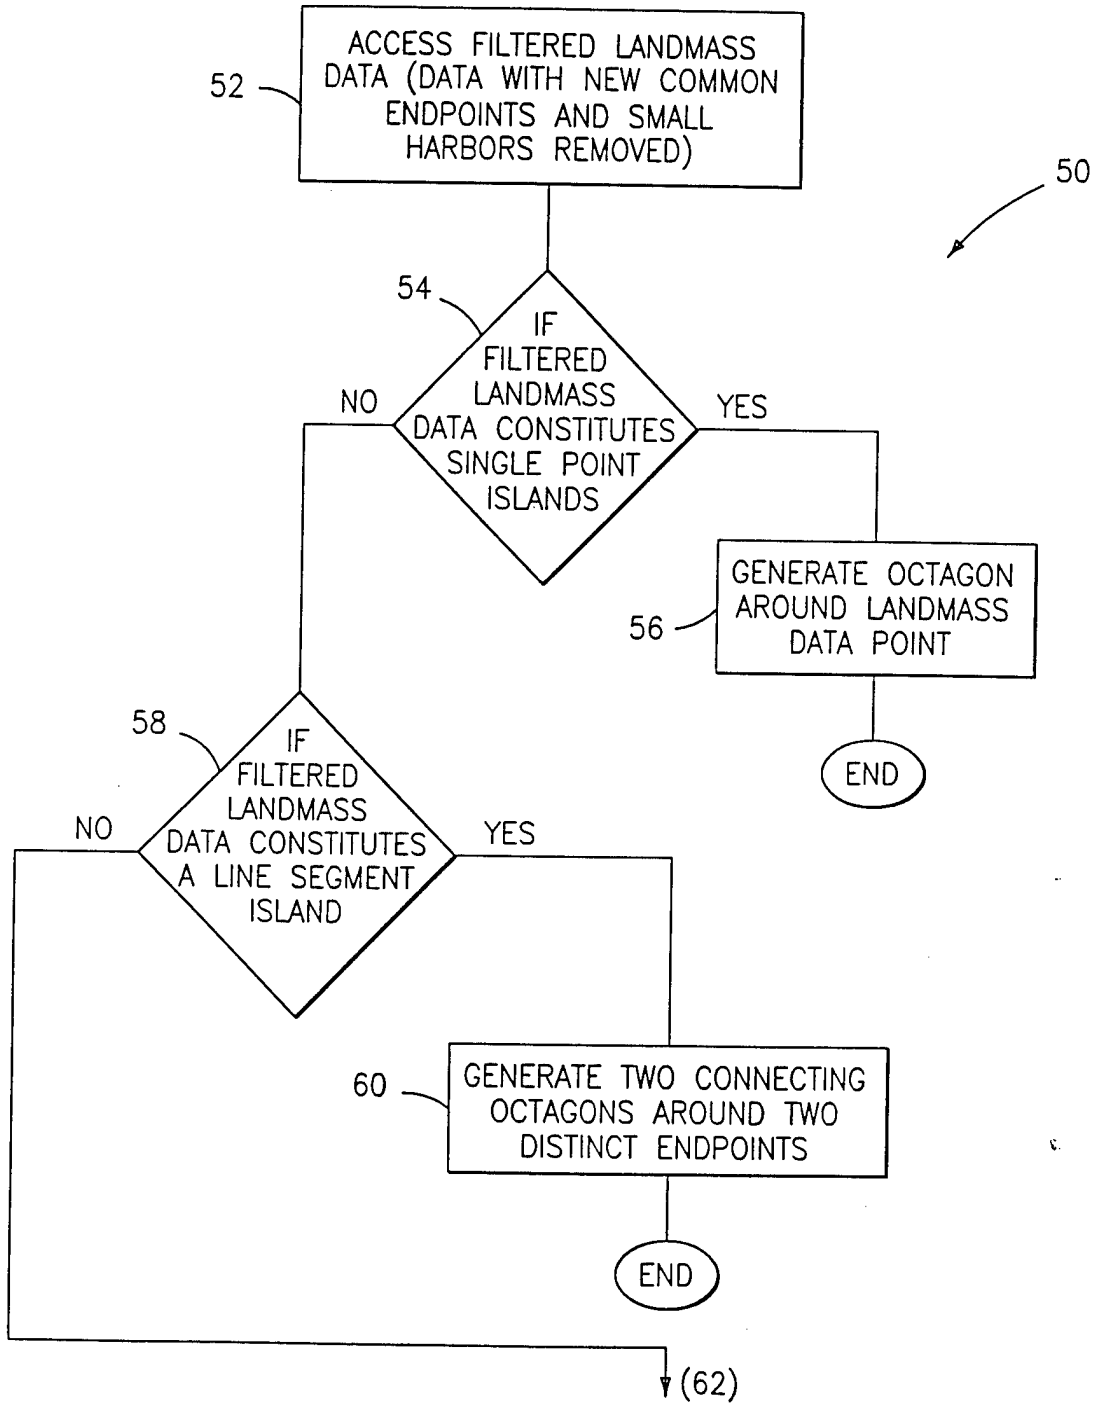 ACCESS FILTERED LANDMASS
DATA (DATA WITH NEW COMMON
ENDPOINTS AND SMALL
HARBORS REMOVED)
52
50
54
IF
FILTERED
LANDMASS
DATA CONSTITUTES
SINGLE POINT
ISLANDS
NO
YES
GENERATE OCTAGON
AROUND LANDMASS
DATA POINT
56
END
58
IF
FILTERED
LANDMASS
DATA CONSTITUTES
A LINE SEGMENT
ISLAND
NO
YES
60
GENERATE TWO CONNECTING
OCTAGONS AROUND TWO
DISTINCT ENDPOINTS
END
(62)